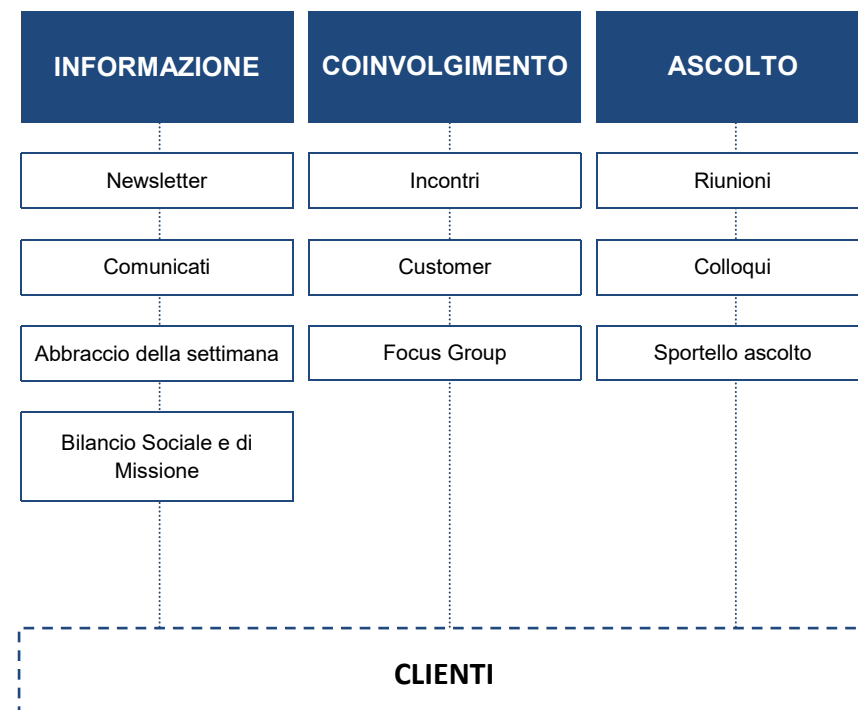 INFORMAZIONE
COINVOLGIMENTO
ASCOLTO
Newsletter
Incontri
Riunioni
Comunicati
Customer
Colloqui
Abbraccio della settimana
Focus Group
Sportello ascolto
Bilancio Sociale e di
Missione
CLIENTI